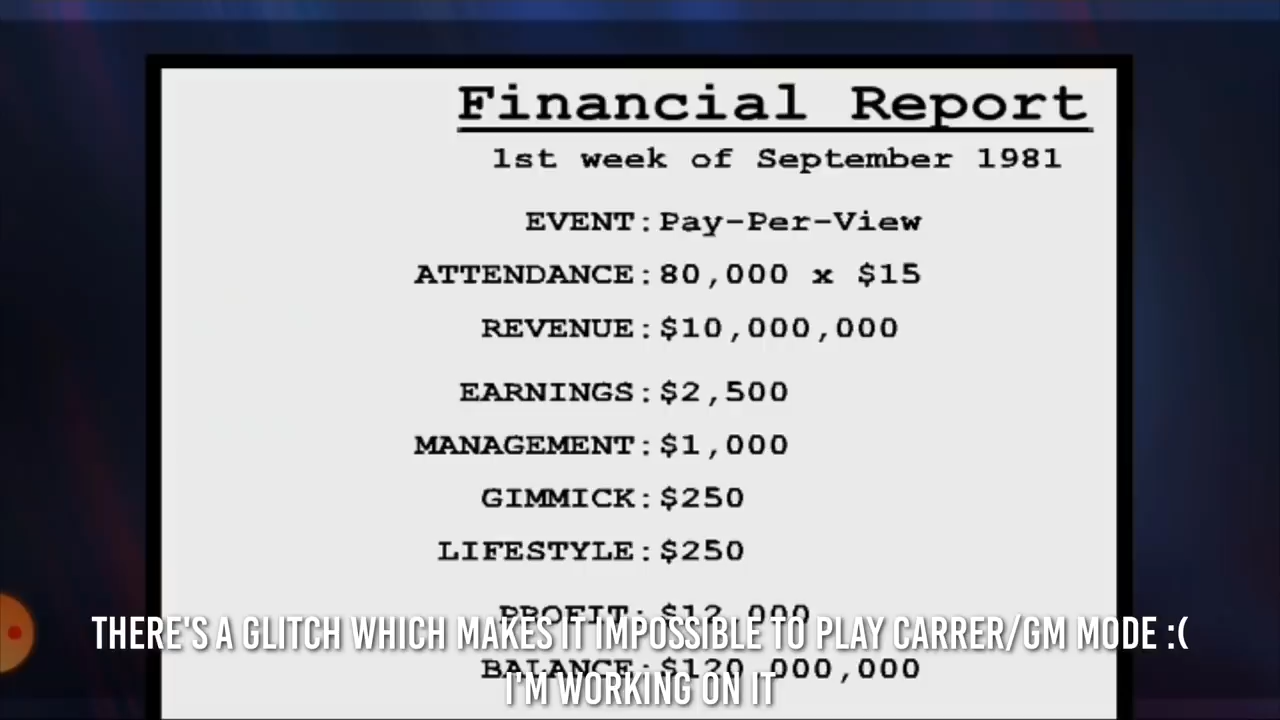 Financial Report
1st week of September 1981
EVENT: Pay-Per-View
ATTENDANCE: 80,000 x $15
REVENUE: $10,000,000
EARNINGS: $2,500
MANAGEMENT: $1,000
GIMMICK: $250
LIFESTYLE: $250
PROFIT: $12,000
THERE'S A GLITCH WHICH MAKES IT IMPOSSIBLE TO PLAY CARRER/GM MODE :(
BALANCE: $120,000,000
I'M WORKING ON IT